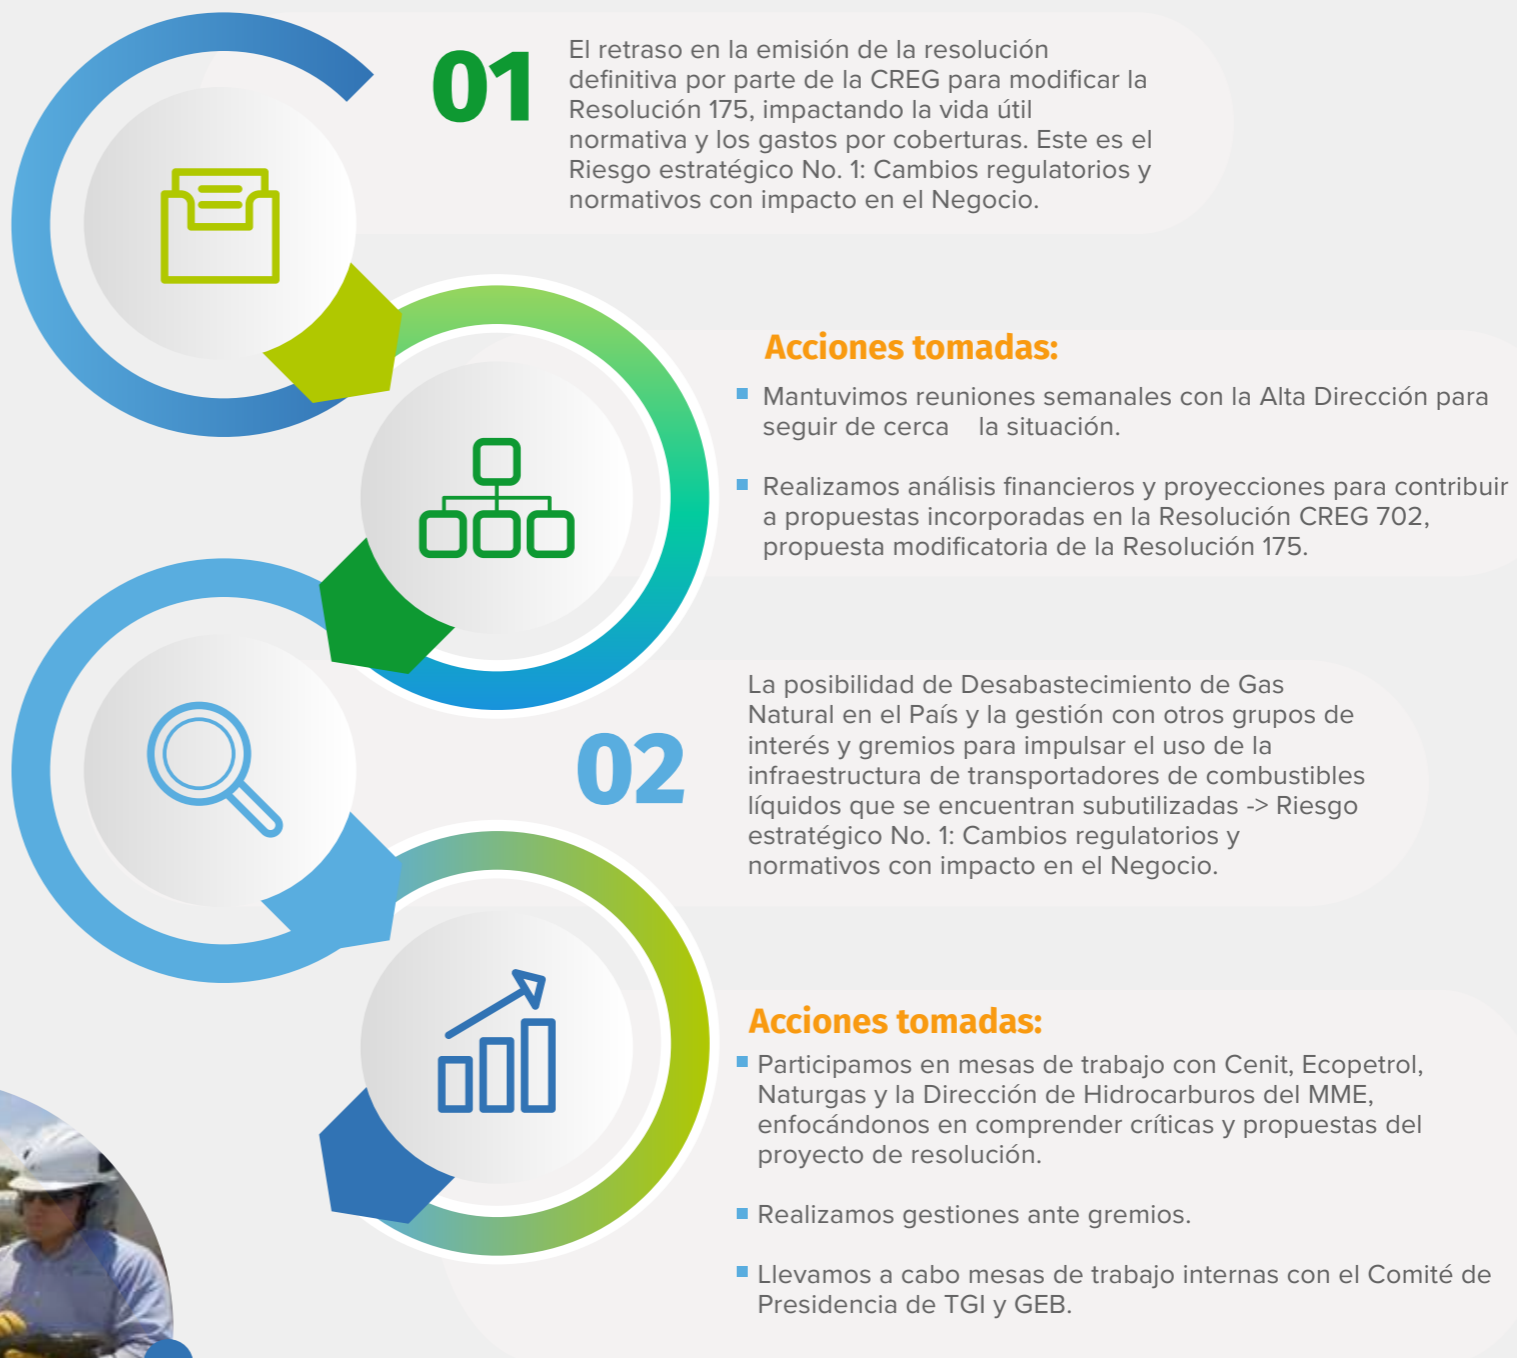 01
El retraso en la emisión de la resolución
definitiva por parte de la CREG para modificar la
Resolución 175, impactando la vida útil
normativa y los gastos por coberturas. Este es el
Riesgo estratégico No. 1: Cambios regulatorios y
normativos con impacto en el Negocio.
Acciones tomadas:
Mantuvimos reuniones semanales con la Alta Dirección para
seguir de cerca la situación.
Realizamos análisis financieros y proyecciones para contribuir
a propuestas incorporadas en la Resolución CREG 702,
propuesta modificatoria de la Resolución 175.
02
La posibilidad de Desabastecimiento de Gas
Natural en el País y la gestión con otros grupos de
interés y gremios para impulsar el uso de la
infraestructura de transportadores de combustibles
líquidos que se encuentran subutilizadas -> Riesgo
estratégico No. 1: Cambios regulatorios y
normativos con impacto en el Negocio.
Acciones tomadas:
Participamos en mesas de trabajo con Cenit, Ecopetrol,
Naturgas y la Dirección de Hidrocarburos del MME,
enfocándonos en comprender críticas y propuestas del
proyecto de resolución.
Realizamos gestiones ante gremios.
Llevamos a cabo mesas de trabajo internas con el Comité de
Presidencia de TGI y GEB.